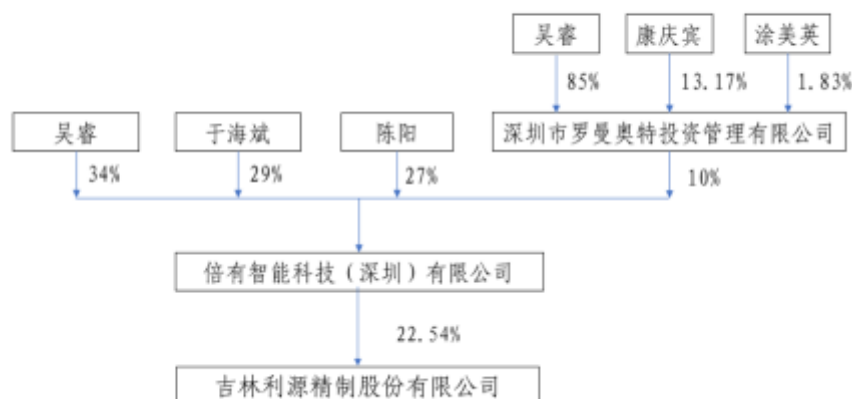 吴睿 康庆宾 涂美英
85% 13.17% 1.83%
吴睿 于海斌 陈阳 深圳市罗曼奥特投资管理有限公司
34% 29% 27% 10%
倍有智能科技（深圳）有限公司
22.54%
吉林利源精制股份有限公司